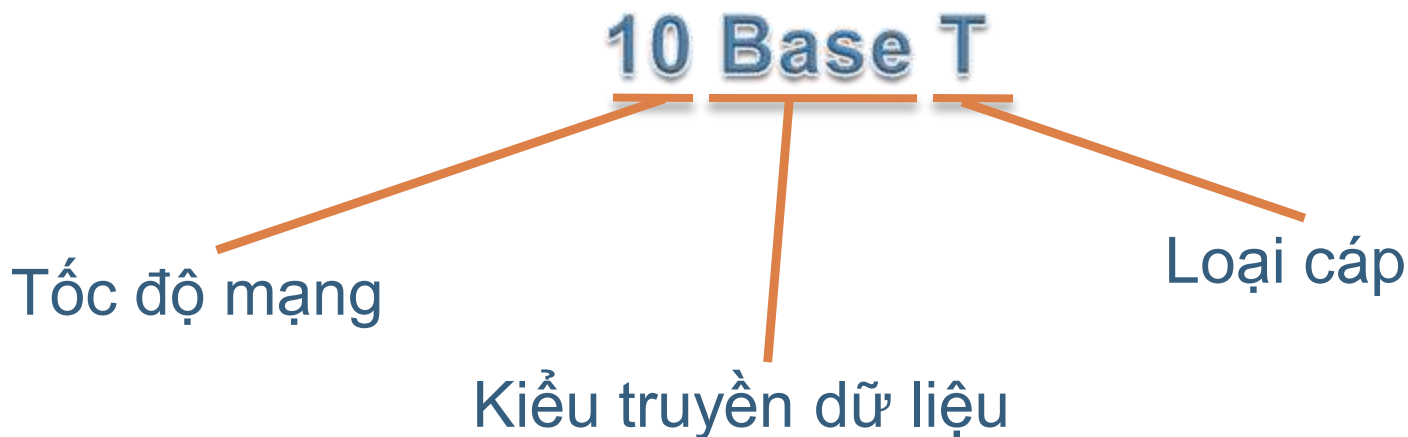 10 Base T
Tốc độ mạng
Loại cáp
Kiểu truyền dữ liệu